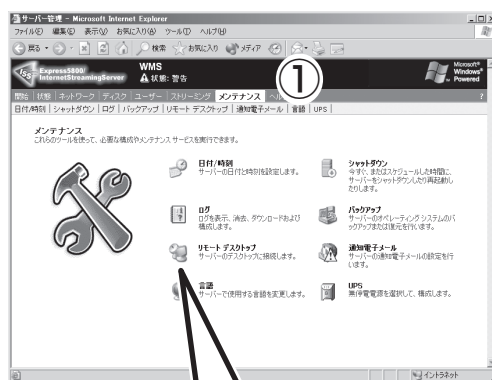 サーバー管理 - Microsoft Internet Explorer
ファイル(F) 編集(E) 表示(V) お気に入り(A) ツール(T) ヘルプ(H)
戻る 検索 お気に入り メディア
Express5800/
InternetStreamingServer
WMS
状態: 警告
Microsoft®
Windows®
Powered
開始 状態 ネットワーク ディスク ユーザー ストリーミング メンテナンス
?
日付/時刻 | シャットダウン | ログ | バックアップ | リモート デスクトップ | 通知電子メール | 言語 | UPS |
①
メンテナンス
これらのツールを使って、必要な構成やメンテナンス サービスを実行できます。
日付/時刻
サーバーの日付と時刻を設定します。
シャットダウン
今すぐ、またはスケジュールした時間に、
サーバーをシャットダウンしたり再起動し
たりします。
ログ
ログを表示、消去、ダウンロードおよび
構成します。
バックアップ
サーバーのオペレーティング システムのバ
ックアップまたは復元を行います。
リモート デスクトップ
サーバーのデスクトップに接続します。
通知電子メール
サーバーの通知電子メールの設定を行
います。
言語
サーバーで使用する言語を変更します。
UPS
無停電電源を選択して、構成します。
イントラネット